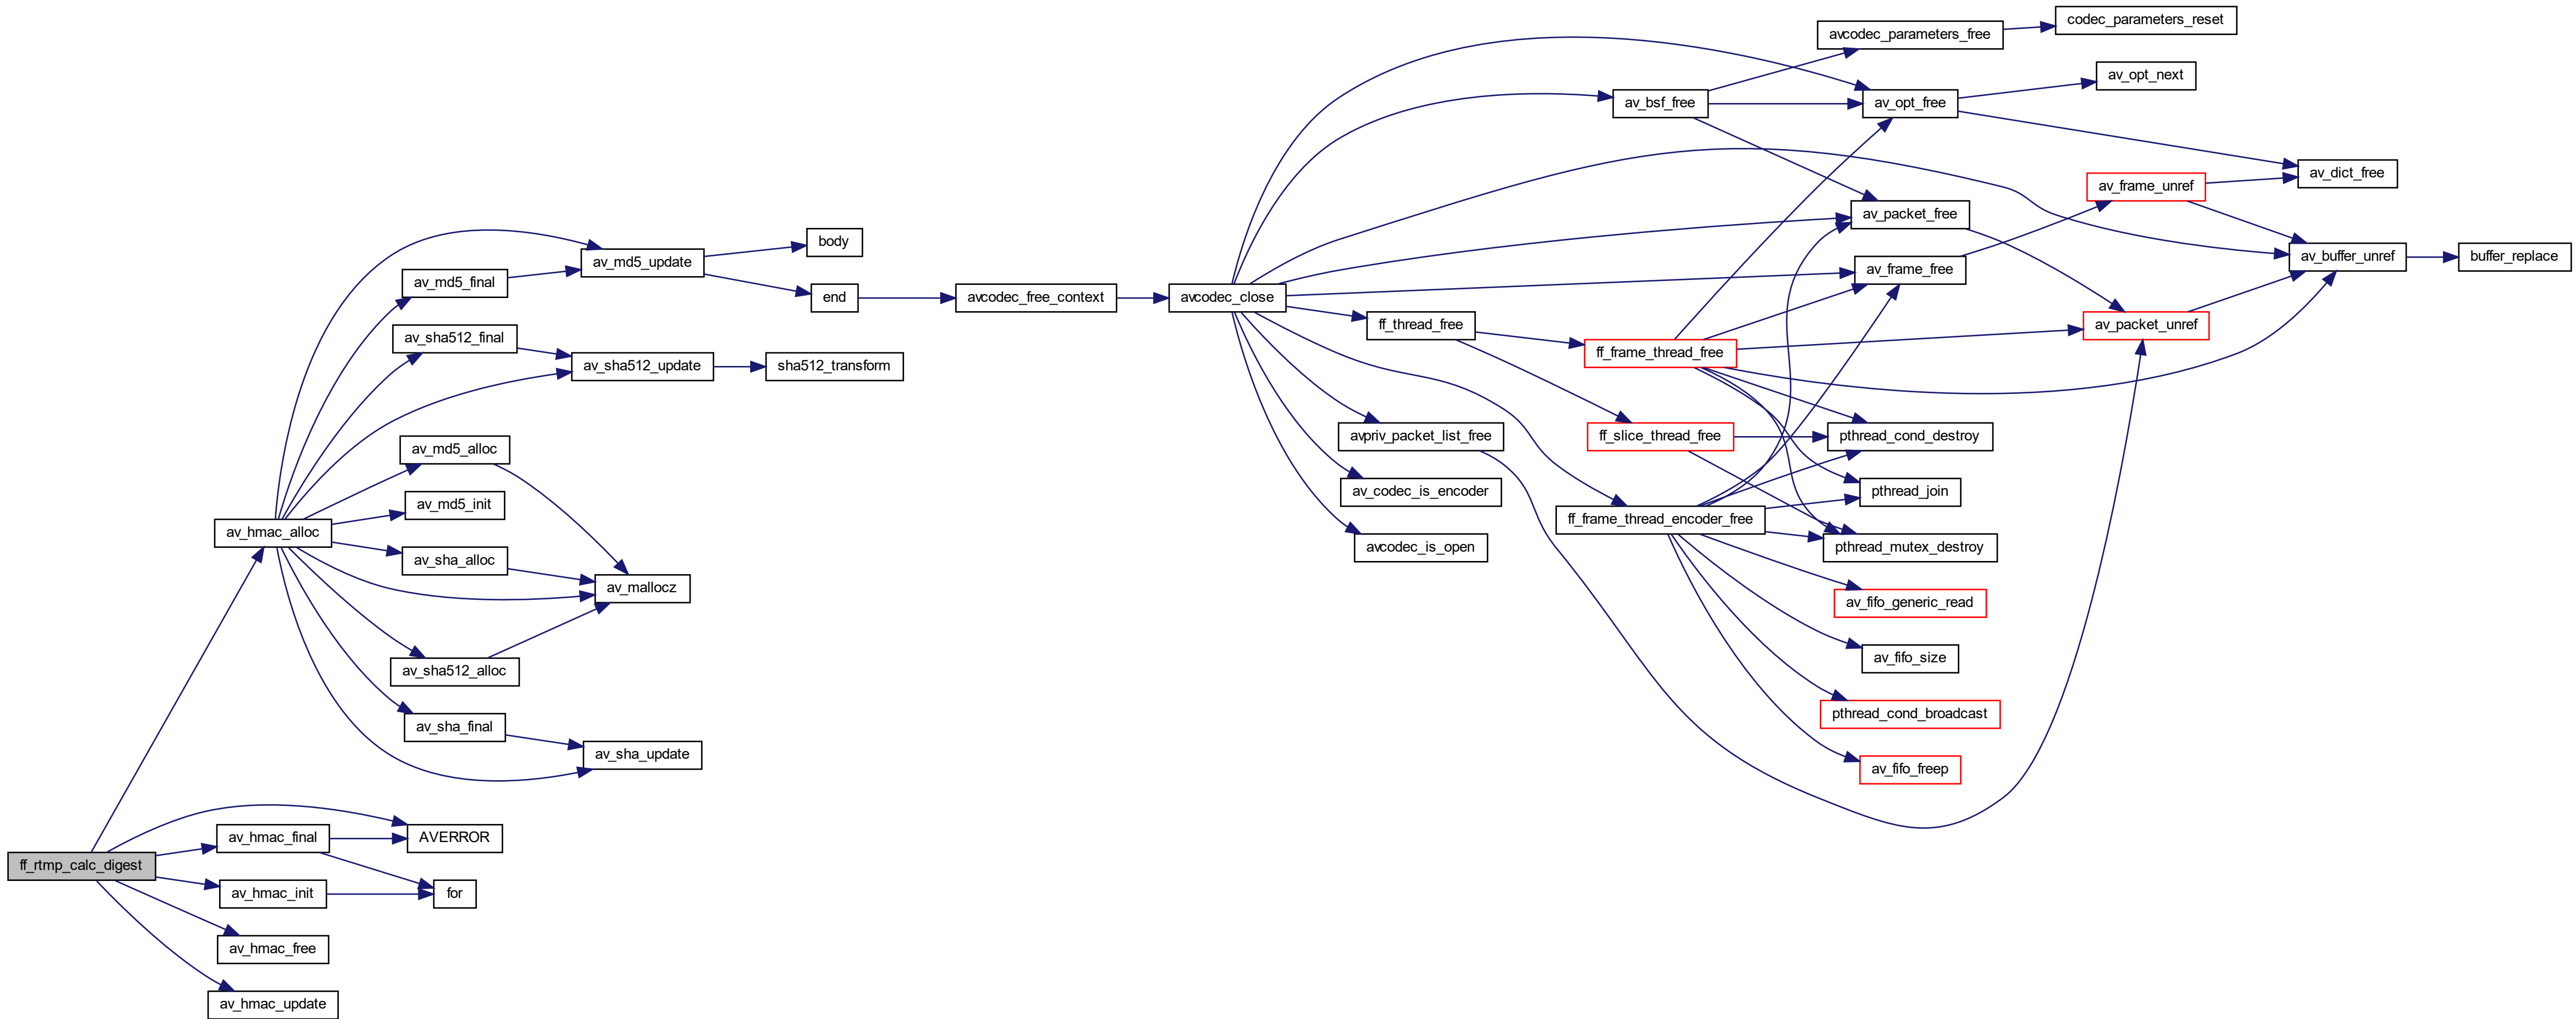 codec_parameters_reset
avcodec_parameters_free
av_opt_next
av_bsf_free
av_opt_free
av_dict_free
av_frame_unref
av_packet_free
body
av_md5_update
av_buffer_unref
buffer_replace
av_frame_free
av_md5_final
end
avcodec_free_context
avcodec_close
ff_thread_free
av_packet_unref
av_sha512_final
ff_frame_thread_free
av_sha512_update
sha512_transform
avpriv_packet_list_free
ff_slice_thread_free
pthread_cond_destroy
av_md5_alloc
av_codec_is_encoder
pthread_join
av_md5_init
ff_frame_thread_encoder_free
av_hmac_alloc
avcodec_is_open
pthread_mutex_destroy
av_sha_alloc
av_mallocz
av_fifo_generic_read
av_sha512_alloc
av_fifo_size
pthread_cond_broadcast
av_sha_final
av_sha_update
av_fifo_freep
av_hmac_final
AVERROR
ff_rtmp_calc_digest
av_hmac_init
for
av_hmac_free
av_hmac_update